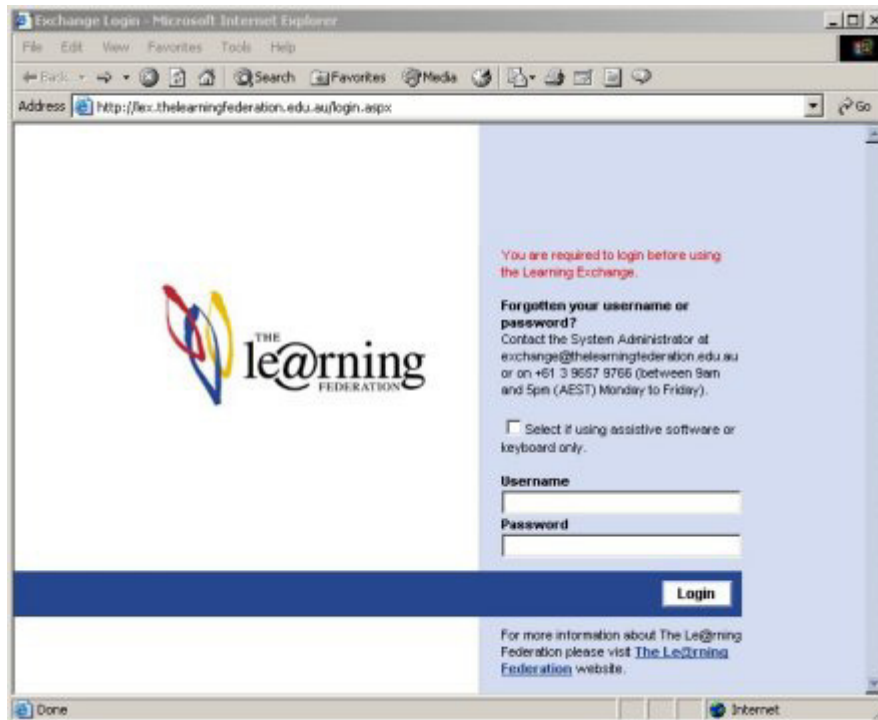 Exchange Login - Microsoft Internet Explorer
File Edit View Favorites Tools Help
Back Search Favorites Media
Address http://lex.thelearningfederation.edu.au/login.aspx Go
You are required to login before using
the Learning Exchange.
Forgotten your username or
password?
Contact the System Administrator at
exchange@thelearningfederation.edu.au
or on +61 3 9657 9766 (between 9am
and 5pm (AEST) Monday to Friday).
THE
le@rning
FEDERATION
Select if using assistive software or
keyboard only.
Username
Password
Login
For more information about The Le@rning
Federation please visit The Le@rning
Federation website.
Done Internet